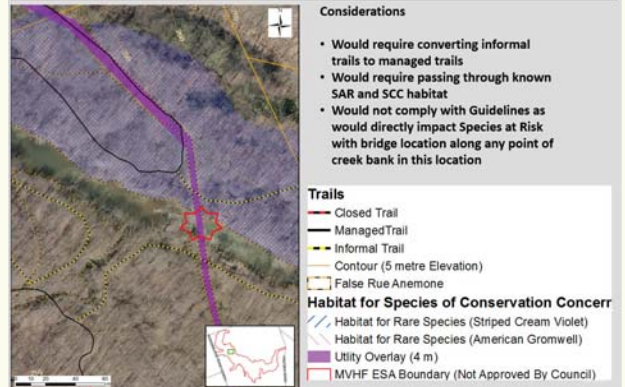 Considerations
• Would require converting informal
trails to managed trails
• Would require passing through known
SAR and SCC habitat
• Would not comply with Guidelines as
would directly impact Species at Risk
with bridge location along any point of
creek bank in this location
Trails
Closed Trail
ManagedTrail
Informal Trail
Contour (5 metre Elevation)
False Rue Anemone
Habitat for Species of Conservation Concern
Habitat for Rare Species (Striped Cream Violet)
Habitat for Rare Species (American Gromwell)
Utlity Overlay (4 m)
MVHF ESA Boundary (Not Approved By Council)